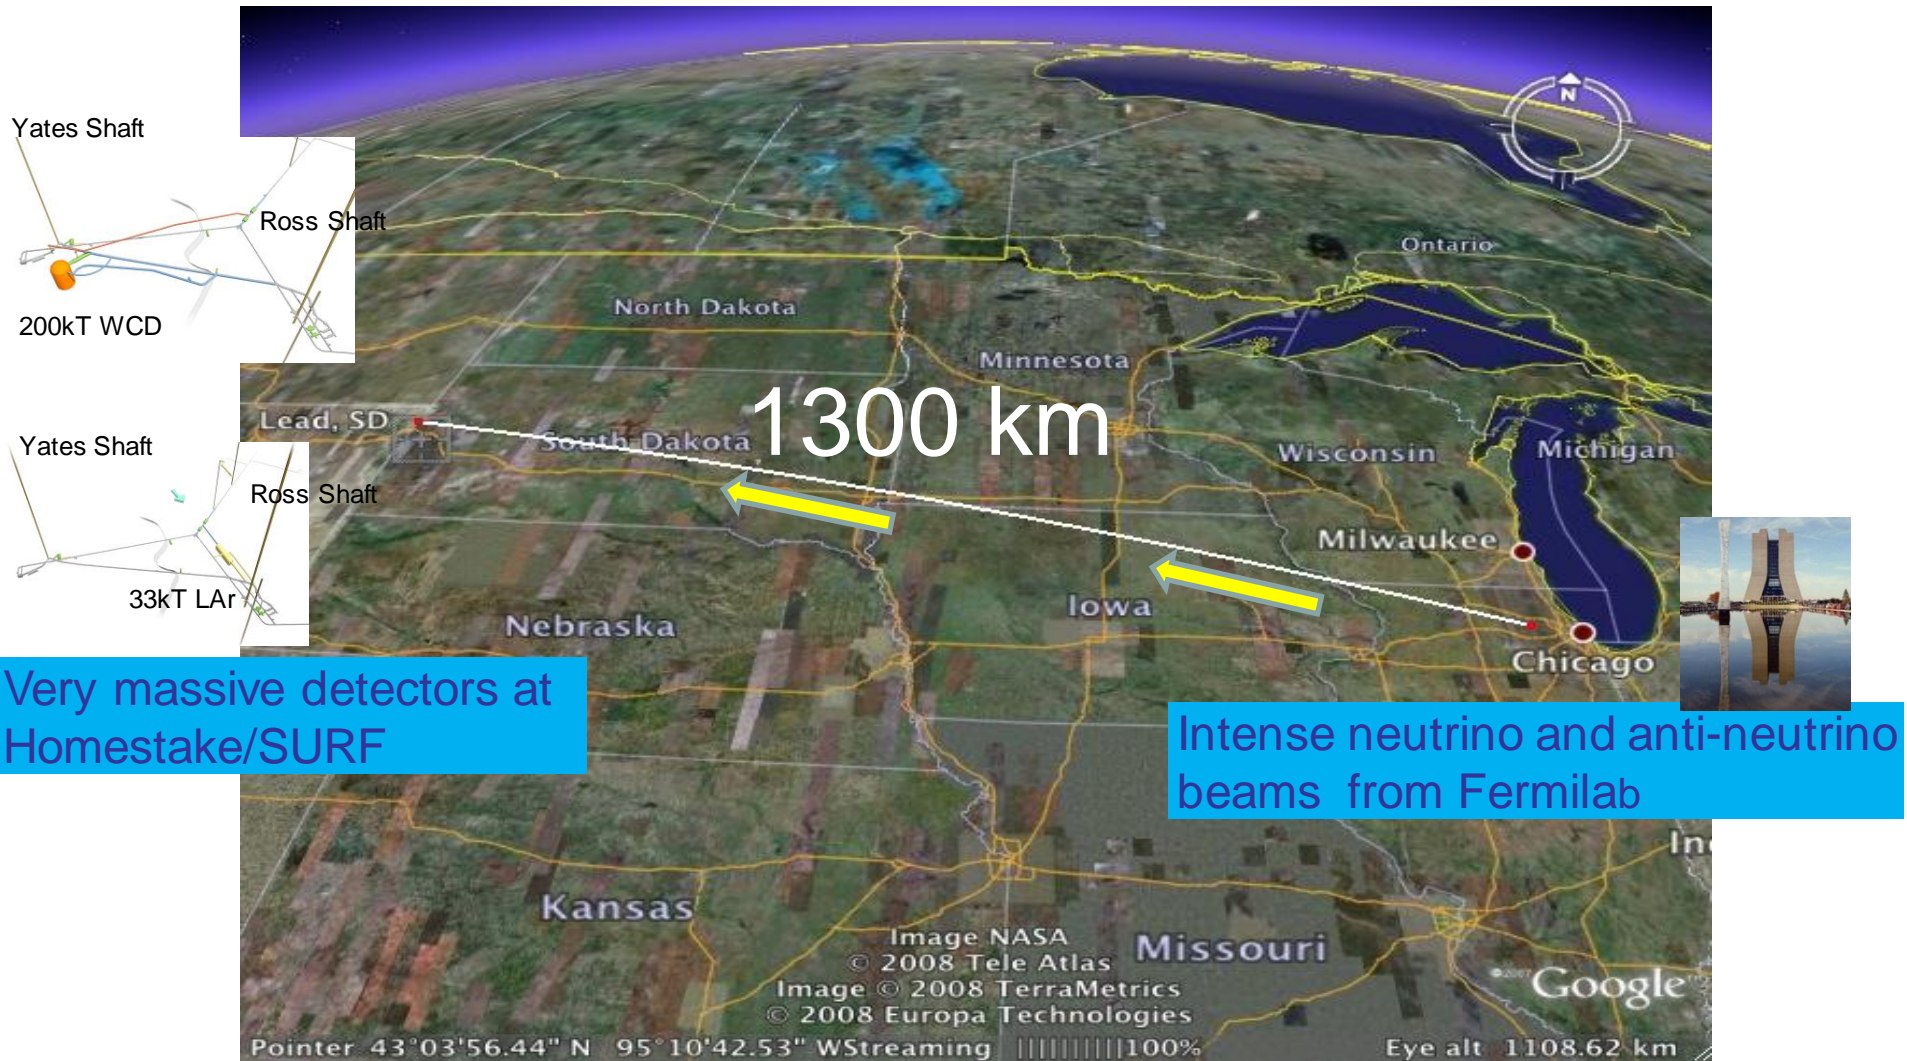 Yates Shaft
Ross Shaft
200kT WCD
Yates Shaft
Ross Shaft
33kT LAr
Very massive detectors at
Homestake/SURF
N
Ontario
North Dakota
Minnesota
1300 km
Lead, SD
South Dakota
Wisconsin
Michigan
Milwaukee
Iowa
Nebraska
Chicago
Intense neutrino and anti-neutrino
beams from Fermilab
In
Kansas
Missouri
Image NASA
© 2008 Tele Atlas
Image © 2008 TerraMetrics
© 2008 Europa Technologies
©2007 Google™
Pointer 43°03'56.44" N 95°10'42.53" W Streaming ||||||||||100% Eye alt 1108.62 km